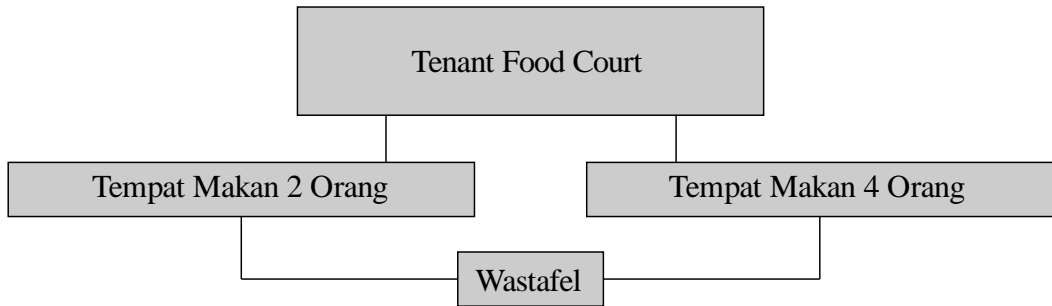 Tenant Food Court
Tempat Makan 2 Orang
Tempat Makan 4 Orang
Wastafel